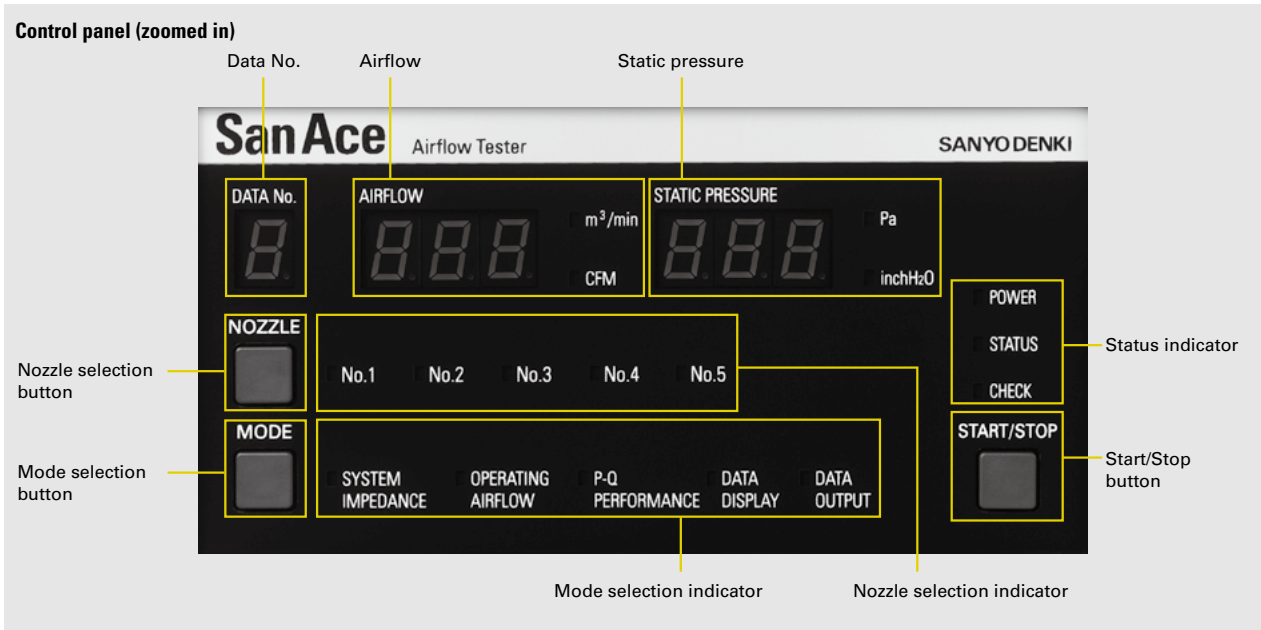 Control panel (zoomed in)
Data No.
Airflow
Static pressure
San Ace Airflow Tester
SANYO DENKI
DATA No.
AIRFLOW
m³/min
CFM
STATIC PRESSURE
Pa
inchH₂O
POWER
STATUS
CHECK
Status indicator
Nozzle selection
button
NOZZLE
No.1 No.2 No.3 No.4 No.5
Mode selection
button
MODE
SYSTEM
IMPEDANCE
OPERATING
AIRFLOW
P-Q
PERFORMANCE
DATA
DISPLAY
DATA
OUTPUT
START/STOP
Start/Stop
button
Mode selection indicator
Nozzle selection indicator